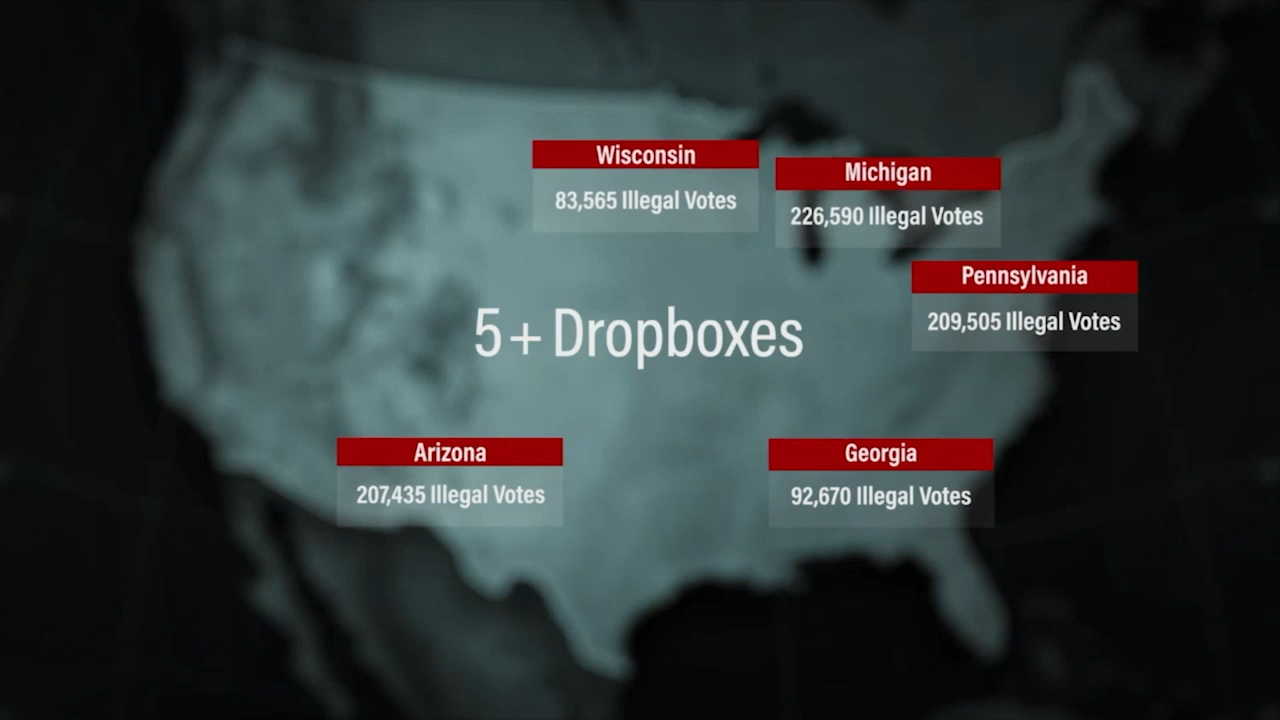 Wisconsin
83,565 Illegal Votes
Michigan
226,590 Illegal Votes
Pennsylvania
209,505 Illegal Votes
5+ Dropboxes
Arizona
207,435 Illegal Votes
Georgia
92,670 Illegal Votes